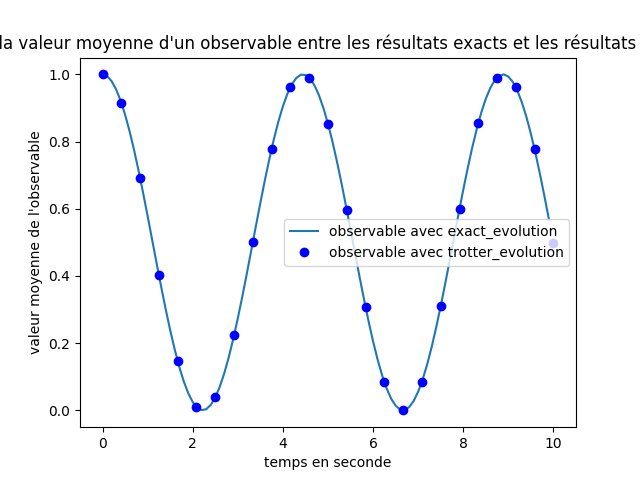 la valeur moyenne d'un observable entre les résultats exacts et les résultats
1.0
0.8
0.6
0.4
0.2
0.0
valeur moyenne de l'observable
observable avec exact_evolution
observable avec trotter_evolution
0 2 4 6 8 10
temps en seconde